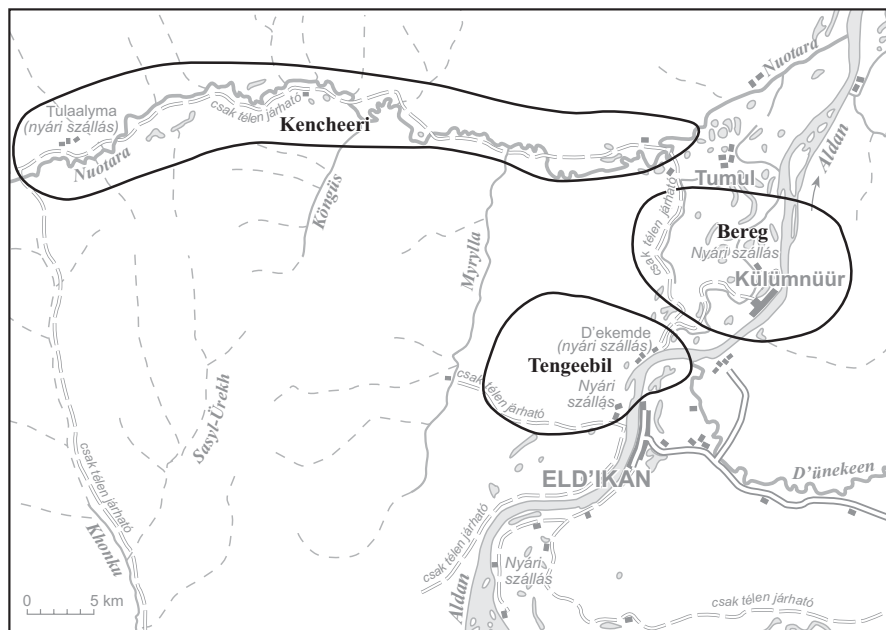 Nuotara
Aldan
Tulaalyma
(nyári szállás)
csak télen járható
Kencheeri
Nuotara
Köngüs
Tumul
csak télen járható
Bereg
Nyári szállás
Külümnüür
Myrylla
D'ekemde
(nyári szállás)
Tengeebil
Nyári
szállás
csak télen járható
Sasyl-Ürekh
csak télen járható
Khonku
ELD'IKAN
D'ünekeen
csak télen járható
Nyári
szállás
Aldan
csak télen járható
0 5 km